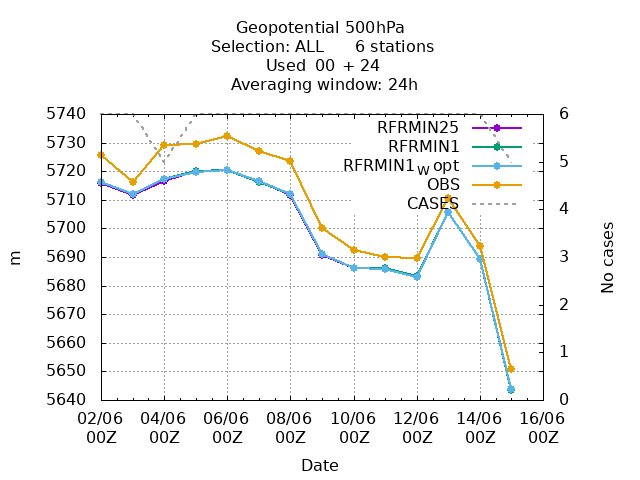 Geopotential 500hPa
Selection: ALL 6 stations
Used 00 + 24
Averaging window: 24h
5740
5730
5720
5710
5700
5690
5680
5670
5660
5650
5640
6
5
4
3
2
1
0
RFRMIN25
RFRMIN1
RFRMIN1w opt
OBS
CASES
m
No cases
02/06 04/06 06/06 08/06 10/06 12/06 14/06 16/06
00Z 00Z 00Z 00Z 00Z 00Z 00Z 00Z
Date